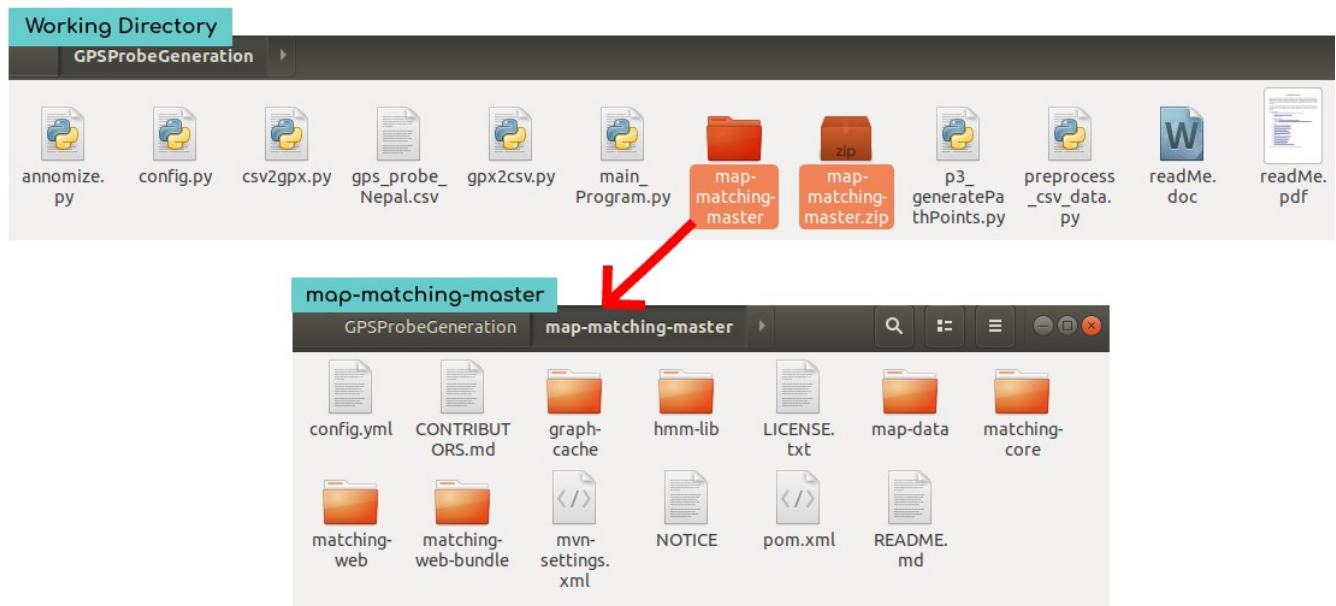 Working Directory
GPSProbeGeneration
annomize.
py
config.py
csv2gpx.py
gps_probe_
Nepal.csv
gpx2csv.py
main_
Program.py
map-
matching-
master
zip
map-
matching-
master.zip
p3_
generatePa
thPoints.py
preprocess
_csv_data.
py
readMe.
doc
readMe.
pdf
map-matching-master
GPSProbeGeneration
map-matching-master
config.yml
CONTRIBUT
ORS.md
graph-
cache
hmm-lib
LICENSE.
txt
map-data
matching-
core
matching-
web
matching-
web-bundle
</>
mvn-
settings.
xml
NOTICE
</>
pom.xml
README.
md